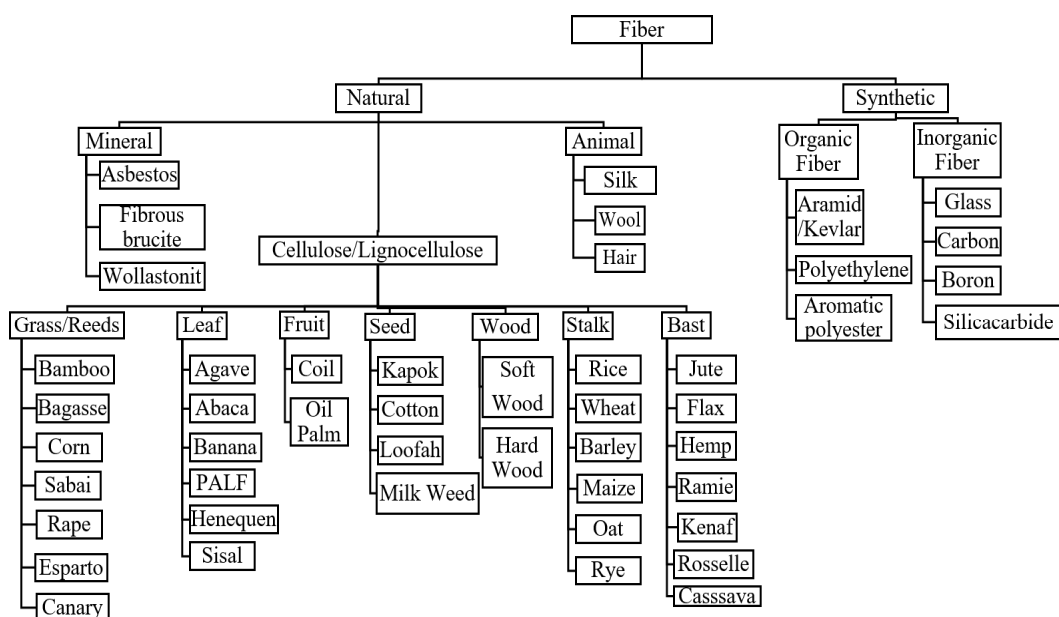 Fiber
Natural
Synthetic
Mineral
Asbestos
Fibrous
brucite
Wollastonit
Animal
Silk
Wool
Hair
Organic
Fiber
Aramid
/Kevlar
Polyethylene
Aromatic
polyester
Inorganic
Fiber
Glass
Carbon
Boron
Silicacarbide
Cellulose/Lignocellulose
Grass/Reeds
Bamboo
Bagasse
Corn
Sabai
Rape
Esparto
Canary
Leaf
Agave
Abaca
Banana
PALF
Henequen
Sisal
Fruit
Coil
Oil
Palm
Seed
Kapok
Cotton
Loofah
Milk Weed
Wood
Soft
Wood
Hard
Wood
Stalk
Rice
Wheat
Barley
Maize
Oat
Rye
Bast
Jute
Flax
Hemp
Ramie
Kenaf
Rosselle
Casssava